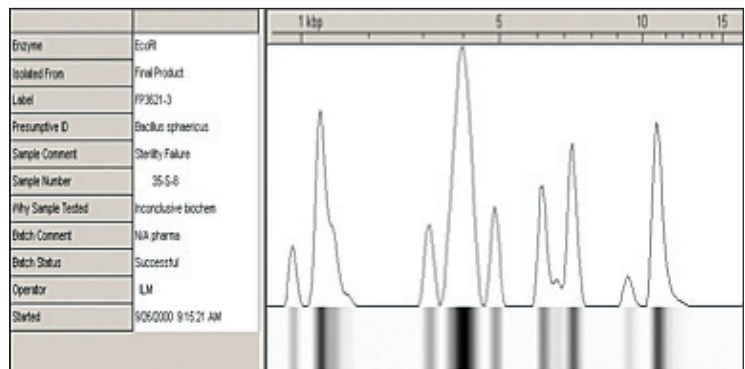 1 kbp 5 10 15
Enzyme EcoRI
Isolated From Final Product
Label FP3621-3
Presumptive ID Bacillus sphaericus
Sample Comment Sterility Failure
Sample Number 35-S-8
Why Sample Tested Inconclusive biochem
Batch Comment N/A pharma
Batch Status Successful
Operator ILM
Started 9/26/2000 9:15:21 AM